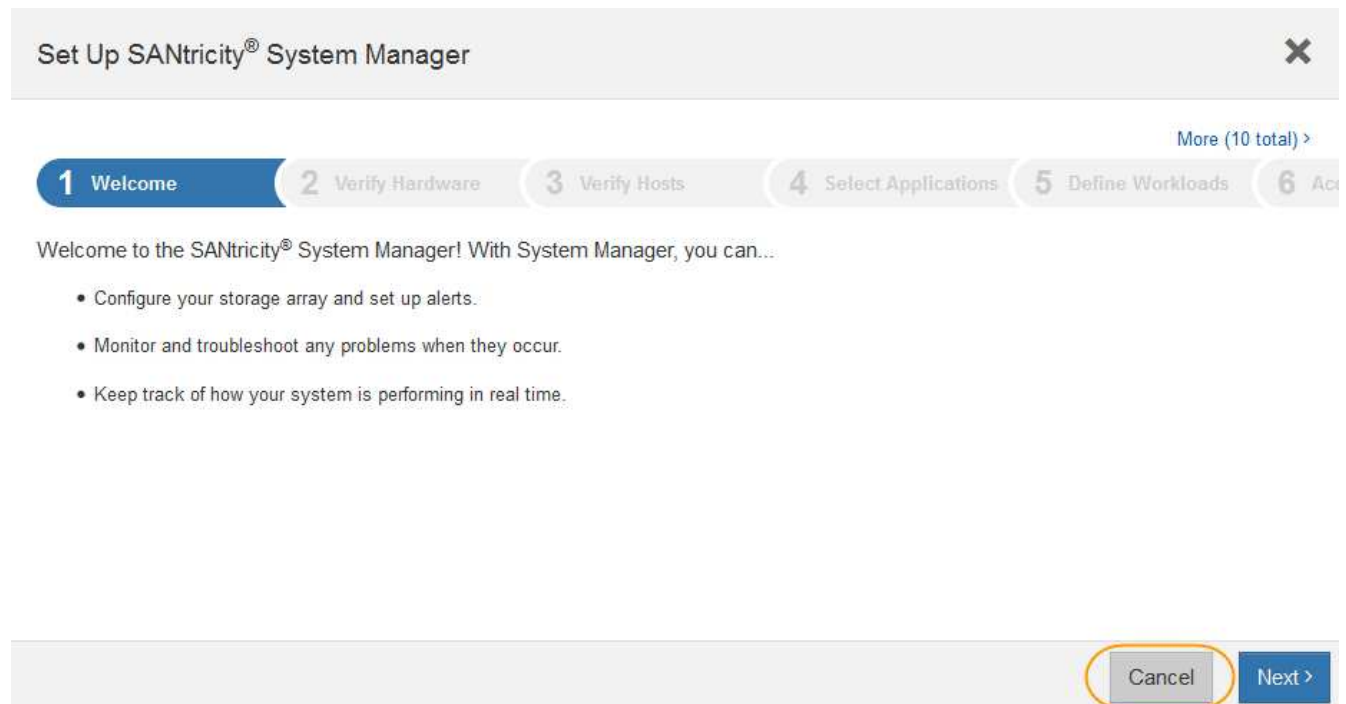 Set Up SANtricity® System Manager
More (10 total) >
1 Welcome
2 Verify Hardware
3 Verify Hosts
4 Select Applications
5 Define Workloads
6
Welcome to the SANtricity® System Manager! With System Manager, you can...
• Configure your storage array and set up alerts.
• Monitor and troubleshoot any problems when they occur.
• Keep track of how your system is performing in real time.
Cancel
Next >